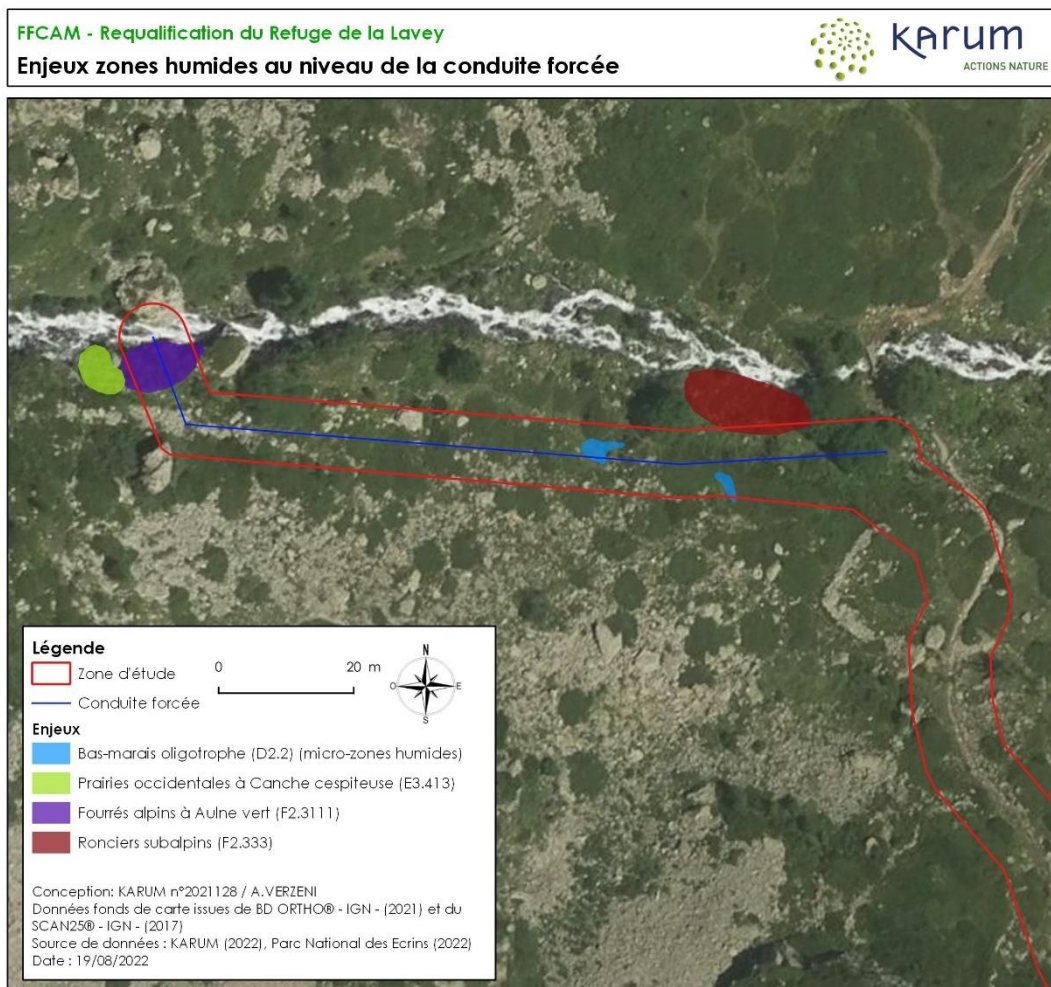 FFCAM - Requalification du Refuge de la Lavey
Enjeux zones humides au niveau de la conduite forcée
KArum
ACTIONS NATURE
Légende
Zone d'étude
Conduite forcée
0 20 m
N
O E
S
Enjeux
Bas-marais oligotrophe (D2.2) (micro-zones humides)
Prairies occidentales à Canche cespiteuse (E3.413)
Fourrés alpins à Aulne vert (F2.3111)
Ronciers subalpins (F2.333)
Conception: KARUM n°2021128 / A.VERZENI
Données fonds de carte issues de BD ORTHO® - IGN - (2021) et du
SCAN25® - IGN - (2017)
Source de données : KARUM (2022), Parc National des Ecrins (2022)
Date : 19/08/2022